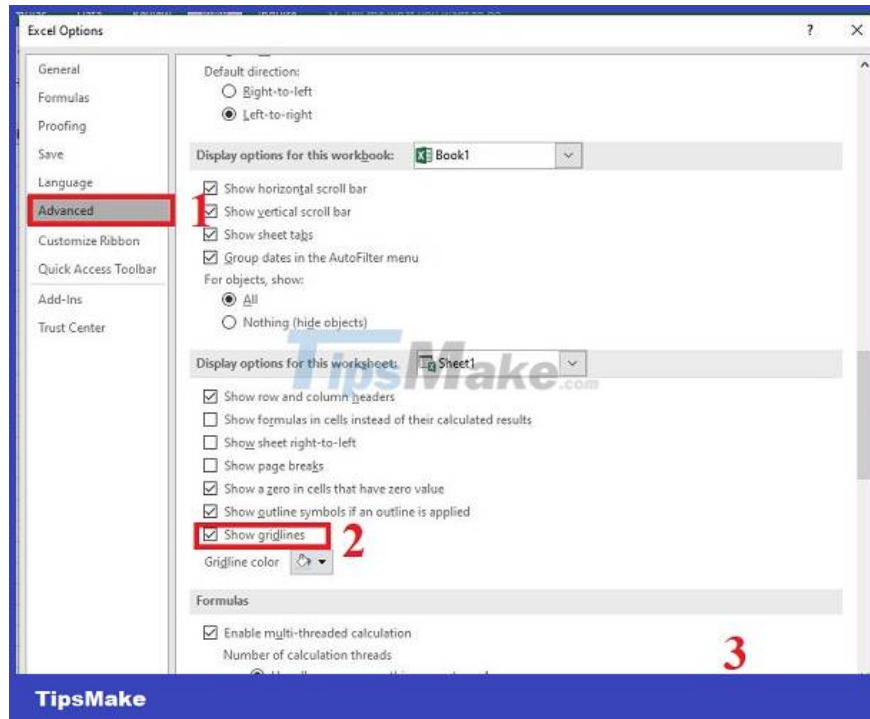 Excel Options
?
General
Formulas
Proofing
Save
Language
Advanced
1
Customize Ribbon
Quick Access Toolbar
Add-Ins
Trust Center
Default direction:
Right-to-left
Left-to-right
Display options for this workbook: Book1
Show horizontal scroll bar
Show vertical scroll bar
Show sheet tabs
Group dates in the AutoFilter menu
For objects, show:
All
Nothing (hide objects)
Display options for this worksheet: Sheet1
TipsMake.com
Show row and column headers
Show formulas in cells instead of their calculated results
Show sheet right-to-left
Show page breaks
Show a zero in cells that have zero value
Show outline symbols if an outline is applied
Show gridlines
2
Gridline color
Formulas
Enable multi-threaded calculation
Number of calculation threads
3
TipsMake